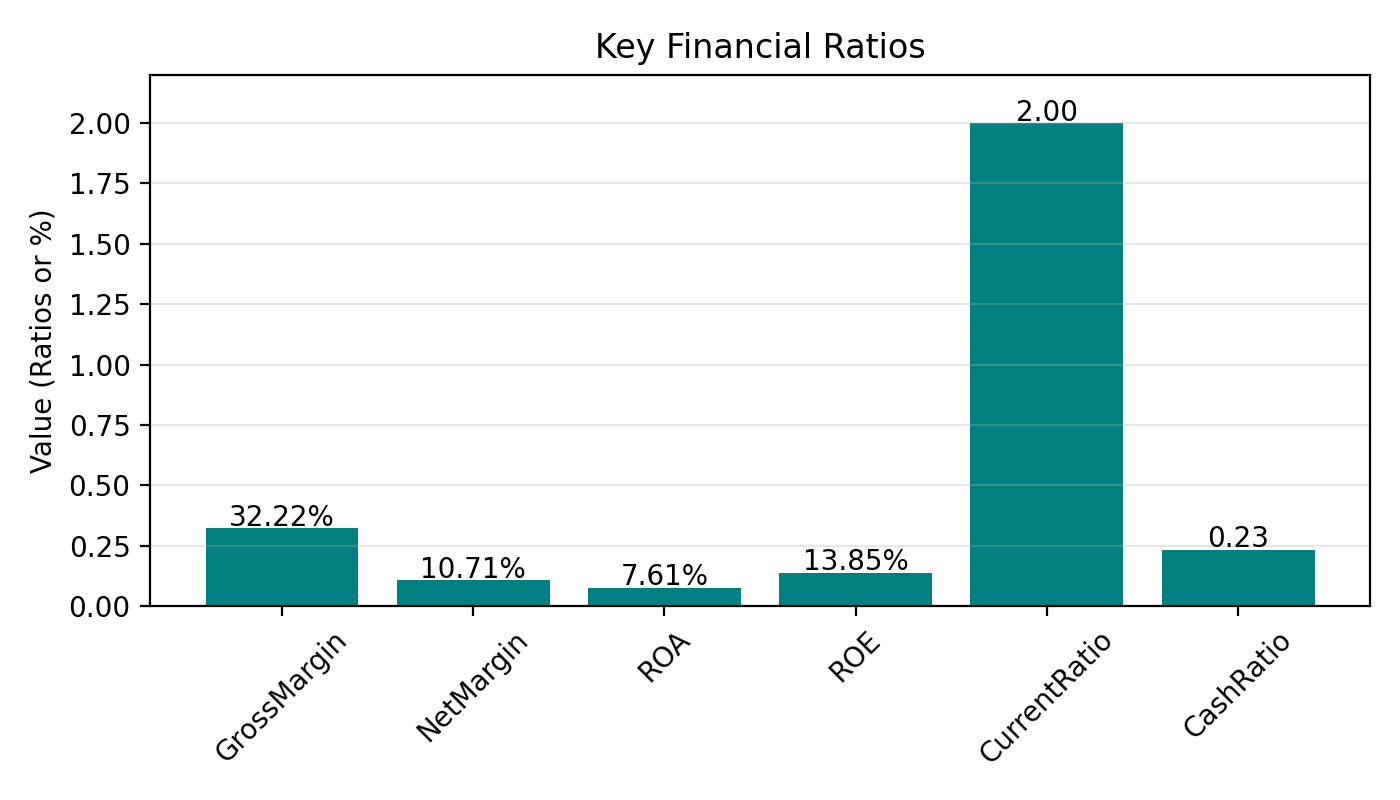 Key Financial Ratios
Value (Ratios or %)
2.00
1.75
1.50
1.25
1.00
0.75
0.50
0.25
0.00
32.22%
10.71%
7.61%
13.85%
2.00
0.23
GrossMargin
NetMargin
ROA
ROE
CurrentRatio
CashRatio